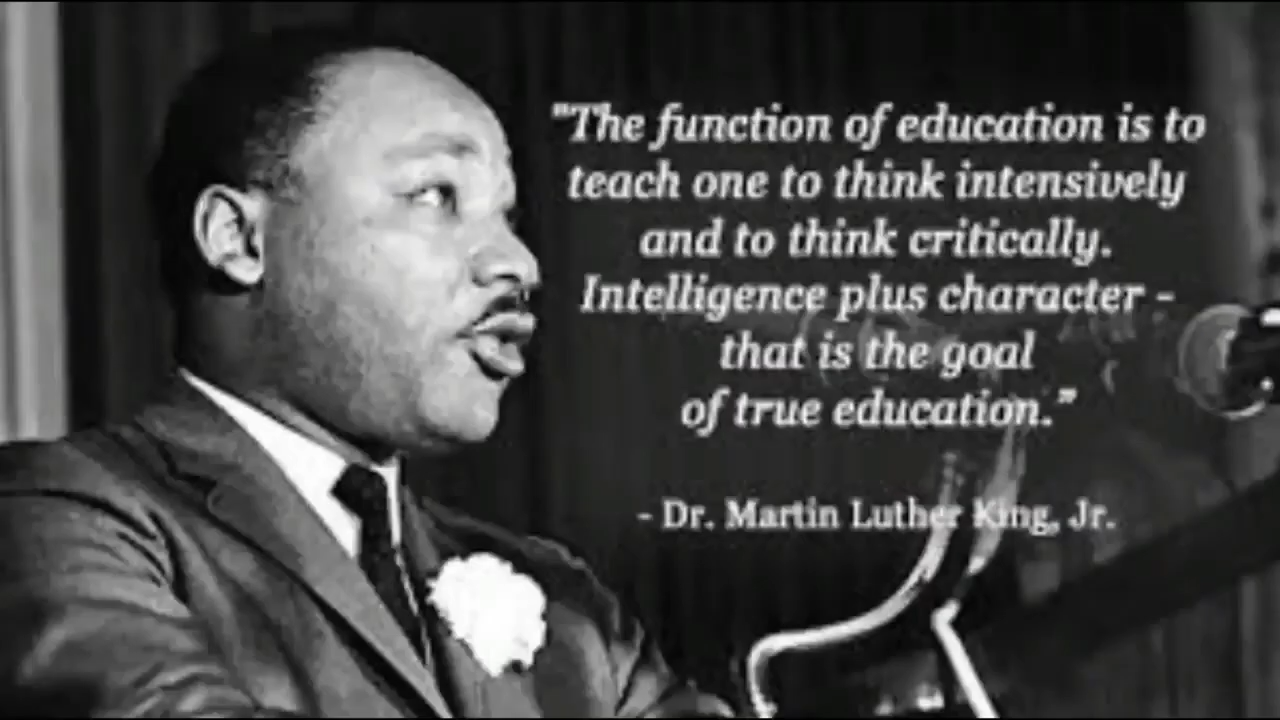 "The function of education is to
teach one to think intensively
and to think critically.
Intelligence plus character -
that is the goal
of true education.”
- Dr. Martin Luther King, Jr.